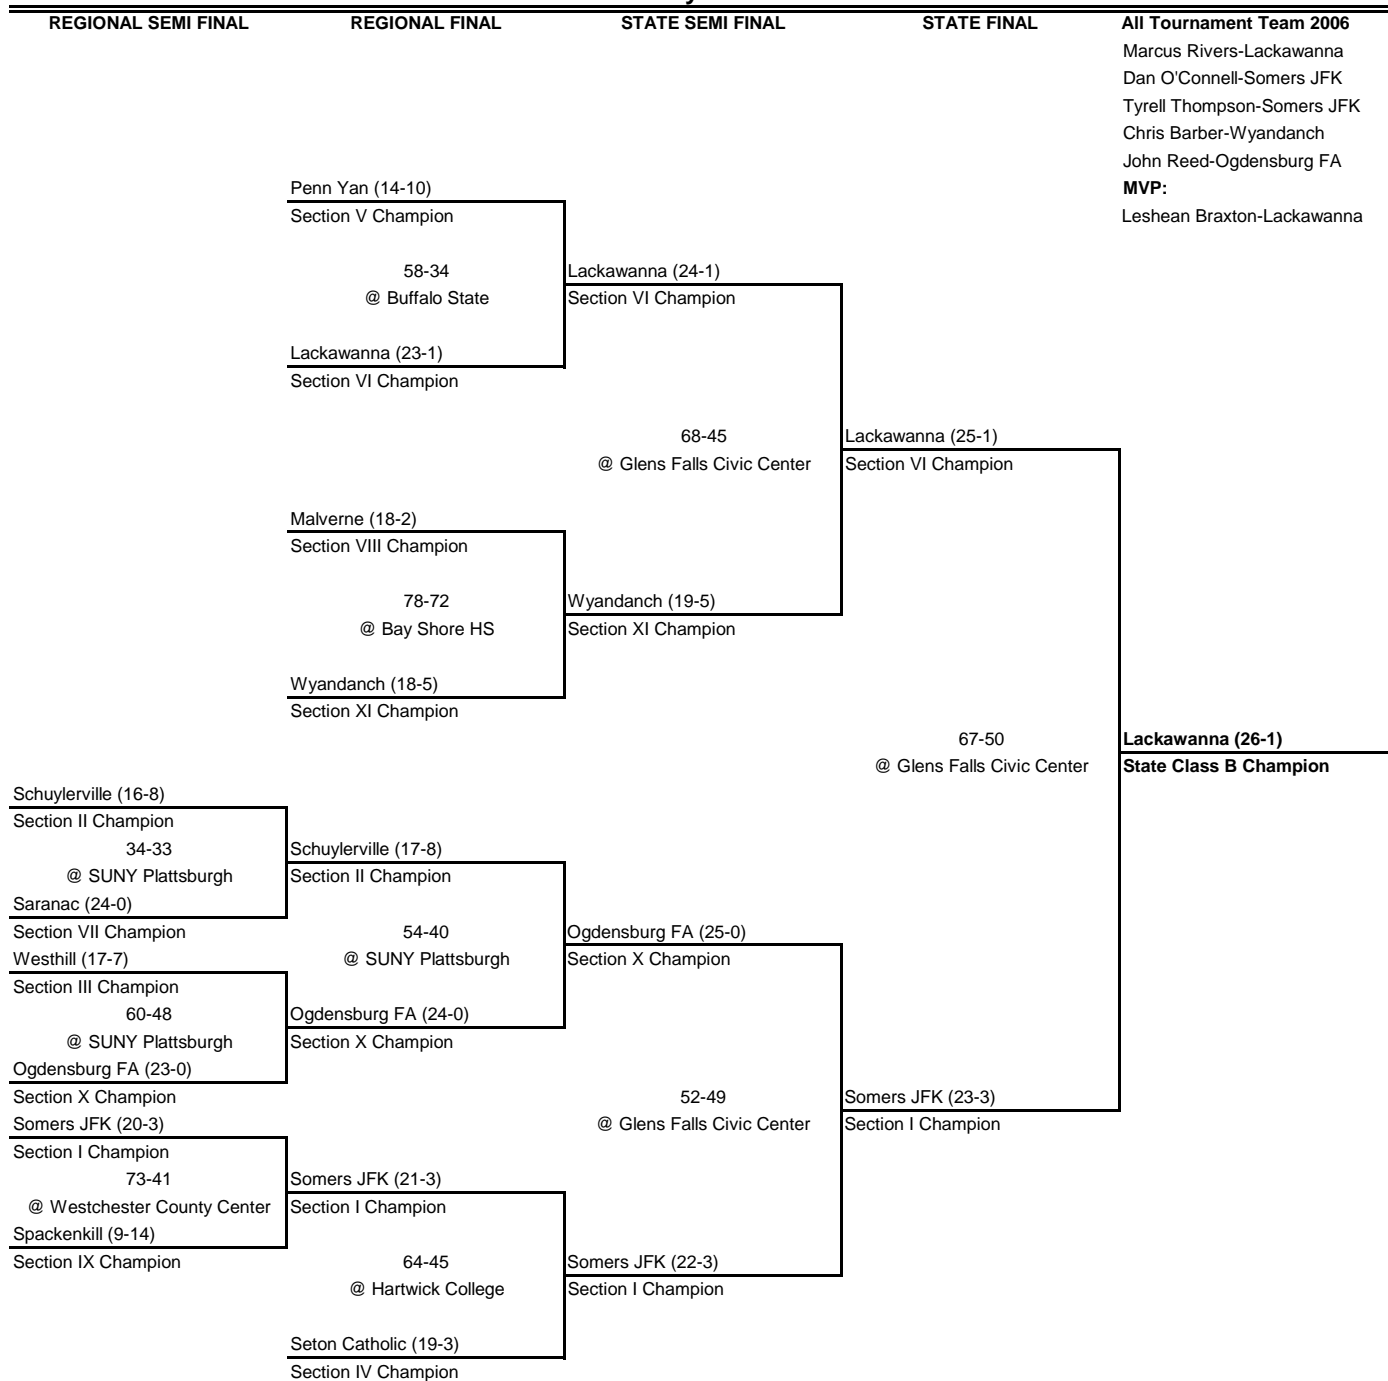 REGIONAL SEMI FINAL REGIONAL FINAL STATE SEMI FINAL STATE FINAL All Tournament Team 2006
Marcus Rivers-Lackawanna
Dan O'Connell-Somers JFK
Tyrell Thompson-Somers JFK
Chris Barber-Wyandanch
John Reed-Ogdensburg FA
Penn Yan (14-10) MVP:
Section V Champion Leshean Braxton-Lackawanna
58-34 Lackawanna (24-1)
@ Buffalo State Section VI Champion
Lackawanna (23-1)
Section VI Champion
68-45 Lackawanna (25-1)
@ Glens Falls Civic Center Section VI Champion
Malverne (18-2)
Section VIII Champion
78-72 Wyandanch (19-5)
@ Bay Shore HS Section XI Champion
Wyandanch (18-5)
Section XI Champion
67-50 Lackawanna (26-1)
@ Glens Falls Civic Center State Class B Champion
Schuylerville (16-8)
Section II Champion
34-33 Schuylerville (17-8)
@ SUNY Plattsburgh Section II Champion
Saranac (24-0)
Section VII Champion 54-40 Ogdensburg FA (25-0)
Westhill (17-7) @ SUNY Plattsburgh Section X Champion
Section III Champion
60-48 Ogdensburg FA (24-0)
@ SUNY Plattsburgh Section X Champion
Ogdensburg FA (23-0)
Section X Champion 52-49 Somers JFK (23-3)
Somers JFK (20-3) @ Glens Falls Civic Center Section I Champion
Section I Champion
73-41 Somers JFK (21-3)
@ Westchester County Center Section I Champion
Spackenkill (9-14)
Section IX Champion 64-45 Somers JFK (22-3)
@ Hartwick College Section I Champion
Seton Catholic (19-3)
Section IV Champion